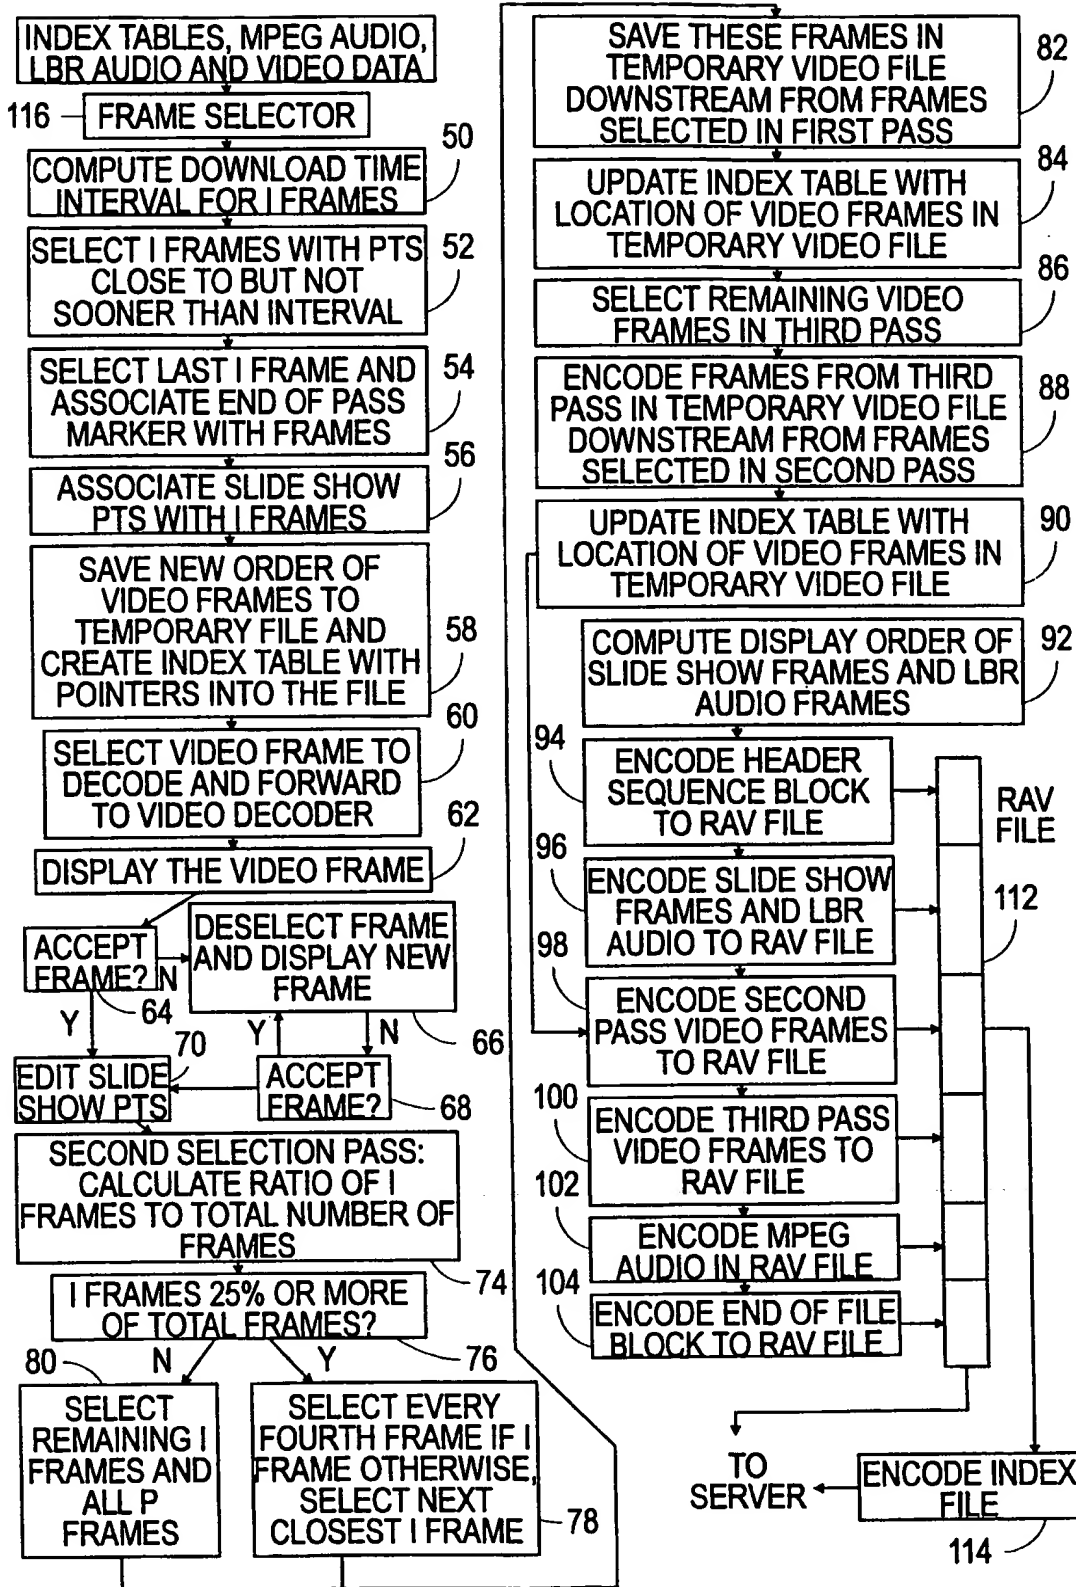 INDEX TABLES, MPEG AUDIO,
LBR AUDIO AND VIDEO DATA
116
FRAME SELECTOR
50
COMPUTE DOWNLOAD TIME
INTERVAL FOR I FRAMES
52
SELECT I FRAMES WITH PTS
CLOSE TO BUT NOT
SOONER THAN INTERVAL
54
SELECT LAST I FRAME AND
ASSOCIATE END OF PASS
MARKER WITH FRAMES
56
ASSOCIATE SLIDE SHOW
PTS WITH I FRAMES
58
SAVE NEW ORDER OF
VIDEO FRAMES TO
TEMPORARY FILE AND
CREATE INDEX TABLE WITH
POINTERS INTO THE FILE
60
SELECT VIDEO FRAME TO
DECODE AND FORWARD
TO VIDEO DECODER
62
DISPLAY THE VIDEO FRAME
ACCEPT
FRAME?
N
64
Y
DESELECT FRAME
AND DISPLAY NEW
FRAME
66
Y
N
70
EDIT SLIDE
SHOW PTS
ACCEPT
FRAME?
68
SECOND SELECTION PASS:
CALCULATE RATIO OF I
FRAMES TO TOTAL NUMBER OF
FRAMES
74
I FRAMES 25% OR MORE
OF TOTAL FRAMES?
76
N
Y
80
SELECT
REMAINING I
FRAMES AND
ALL P
FRAMES
SELECT EVERY
FOURTH FRAME IF I
FRAME OTHERWISE,
SELECT NEXT
CLOSEST I FRAME
78
SAVE THESE FRAMES IN
TEMPORARY VIDEO FILE
DOWNSTREAM FROM FRAMES
SELECTED IN FIRST PASS
82
UPDATE INDEX TABLE WITH
LOCATION OF VIDEO FRAMES IN
TEMPORARY VIDEO FILE
84
SELECT REMAINING VIDEO
FRAMES IN THIRD PASS
86
ENCODE FRAMES FROM THIRD
PASS IN TEMPORARY VIDEO FILE
DOWNSTREAM FROM FRAMES
SELECTED IN SECOND PASS
88
UPDATE INDEX TABLE WITH
LOCATION OF VIDEO FRAMES IN
TEMPORARY VIDEO FILE
90
COMPUTE DISPLAY ORDER OF
SLIDE SHOW FRAMES AND LBR
AUDIO FRAMES
92
94
ENCODE HEADER
SEQUENCE BLOCK
TO RAV FILE
RAV
FILE
96
ENCODE SLIDE SHOW
FRAMES AND LBR
AUDIO TO RAV FILE
112
98
ENCODE SECOND
PASS VIDEO FRAMES
TO RAV FILE
100
ENCODE THIRD PASS
VIDEO FRAMES TO
RAV FILE
102
ENCODE MPEG
AUDIO IN RAV FILE
104
ENCODE END OF FILE
BLOCK TO RAV FILE
TO
SERVER
ENCODE INDEX
FILE
114